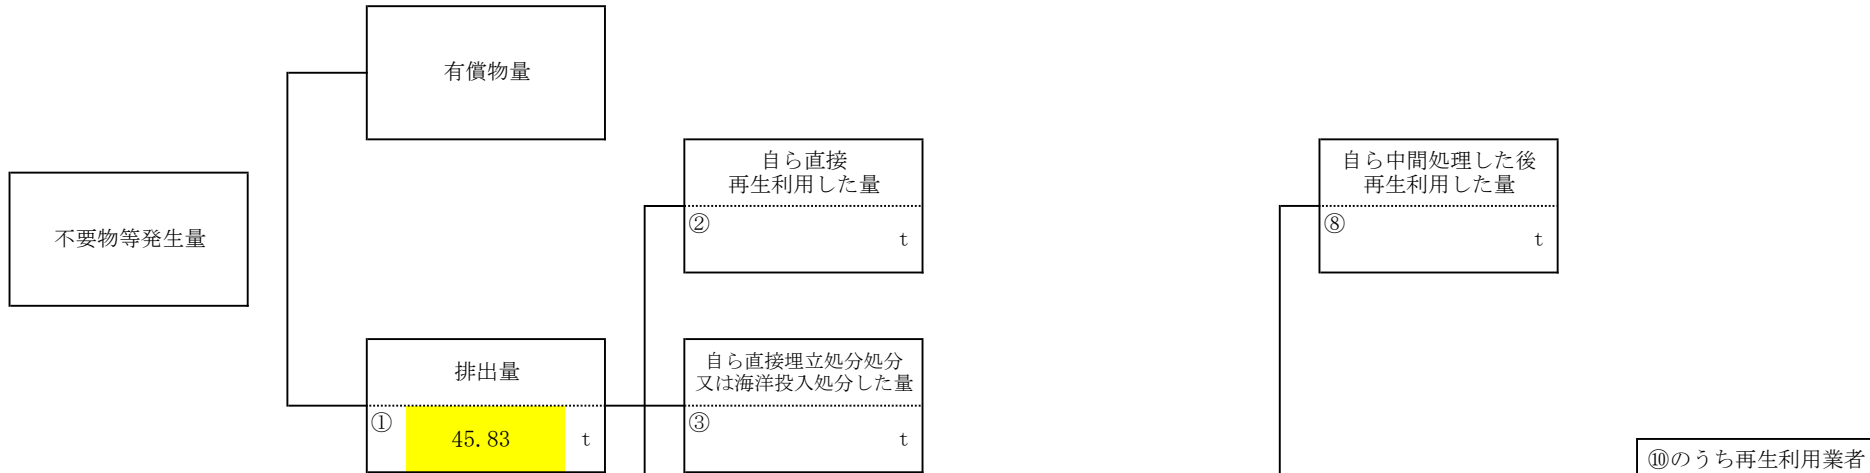 有償物量
自ら直接
再生利用した量
②
t
自ら中間処理した後
再生利用した量
⑧
t
不要物等発生量
排出量
①
45.83
t
自ら直接埋立処分処分
又は海洋投入処分した量
③
t
⑩のうち再生利用業者